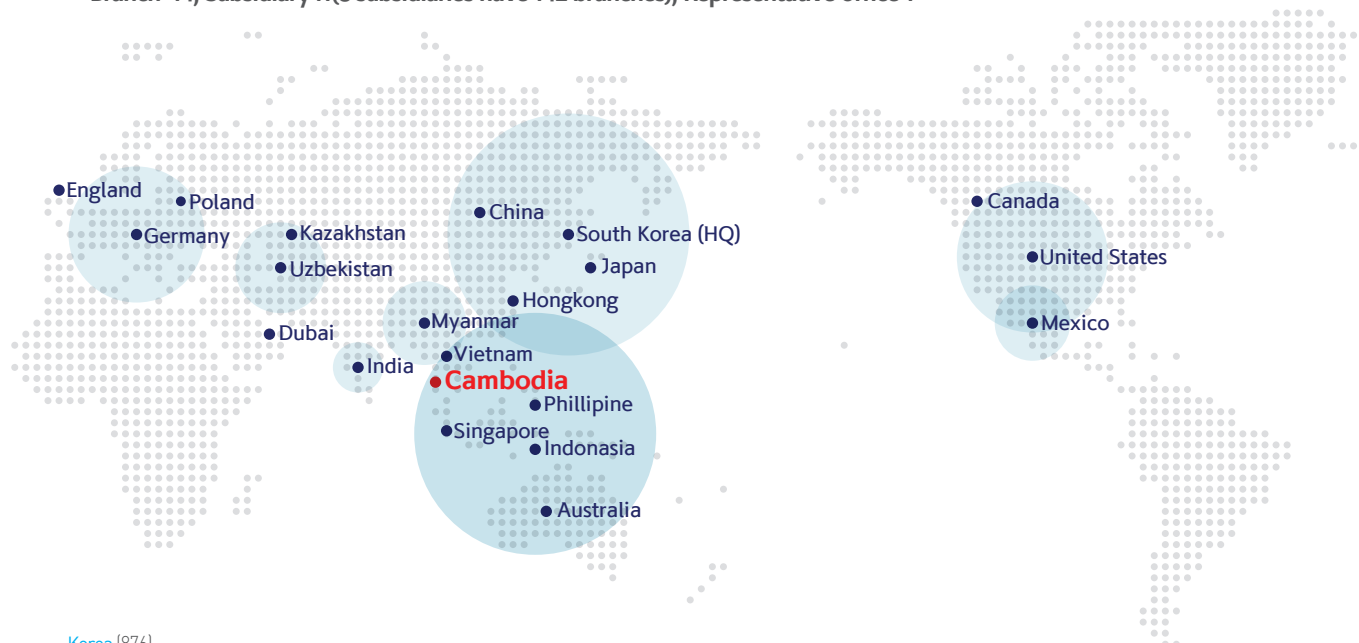 England
Poland
Germany
Kazakhstan
Uzbekistan
Dubai
India
China
South Korea (HQ)
Japan
Hongkong
Myanmar
Vietnam
Cambodia
Phillipine
Singapore
Indonasia
Australia
Canada
United States
Mexico